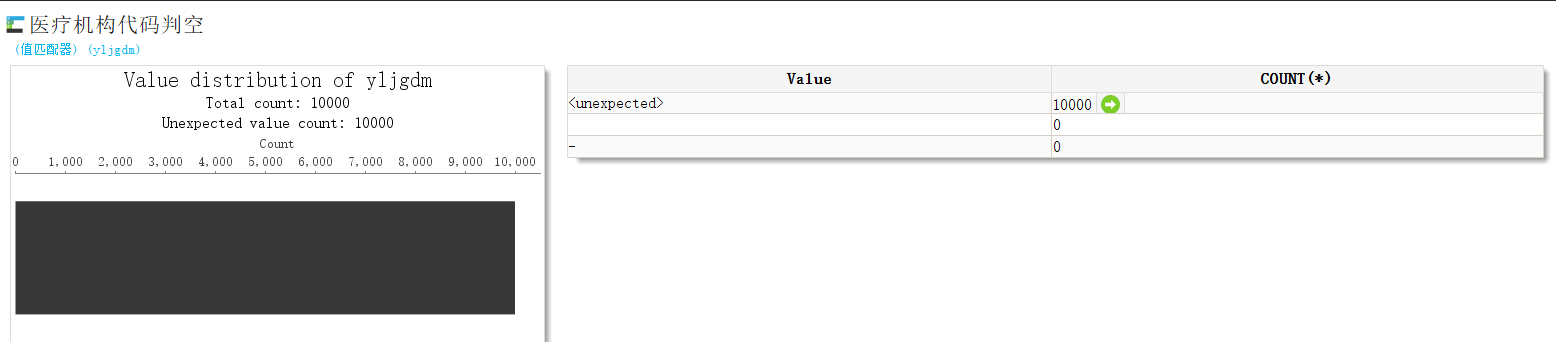 医疗机构代码判空
(值匹配器) (yljgdm)
Value distribution of yljgdm
Total count: 10000
Unexpected value count: 10000
Count
0 1,000 2,000 3,000 4,000 5,000 6,000 7,000 8,000 9,000 10,000
Value COUNT(*)
<unexpected> 10000
0
- 0